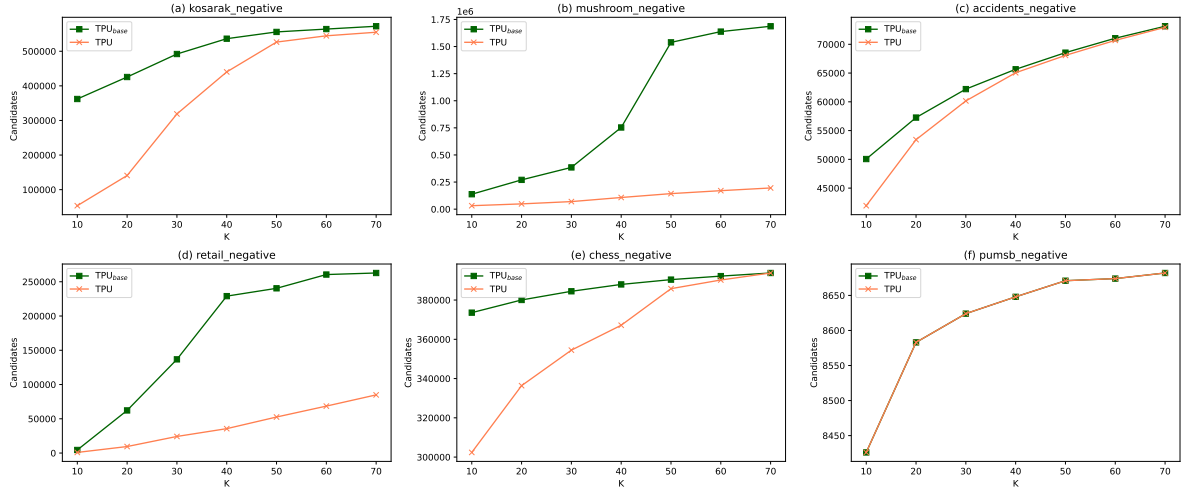 (a) kosarak_negative
TPU_base
TPU
500000
400000
300000
200000
100000
Candidates
10 20 30 40 50 60 70
K
(b) mushroom_negative
1e6
TPU_base
TPU
1.75
1.50
1.25
1.00
0.75
0.50
0.25
0.00
Candidates
10 20 30 40 50 60 70
K
(c) accidents_negative
TPU_base
TPU
70000
65000
60000
55000
50000
45000
Candidates
10 20 30 40 50 60 70
K
(d) retail_negative
TPU_base
TPU
250000
200000
150000
100000
50000
0
Candidates
10 20 30 40 50 60 70
K
(e) chess_negative
TPU_base
TPU
380000
360000
340000
320000
300000
Candidates
10 20 30 40 50 60 70
K
(f) pumsb_negative
TPU_base
TPU
8650
8600
8550
8500
8450
Candidates
10 20 30 40 50 60 70
K